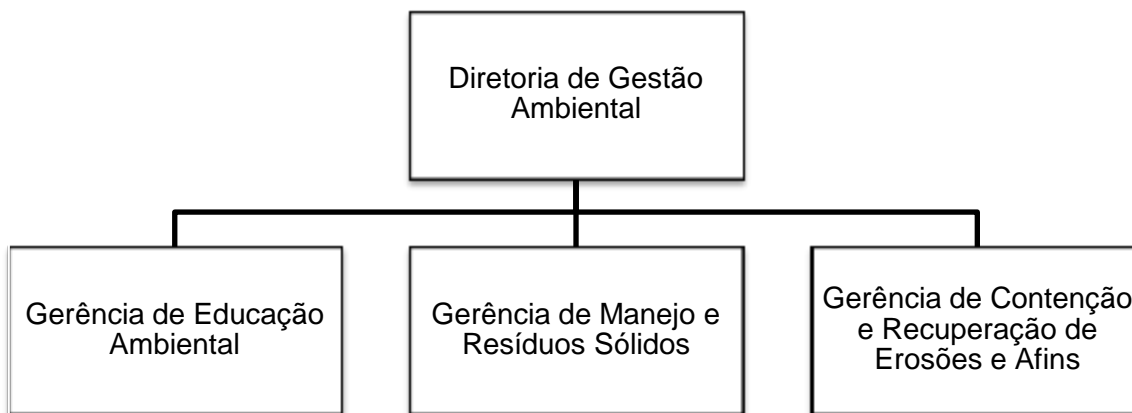 Diretoria de Gestão
Ambiental
Gerência de Educação
Ambiental
Gerência de Manejo e
Resíduos Sólidos
Gerência de Contenção
e Recuperação de
Erosões e Afins